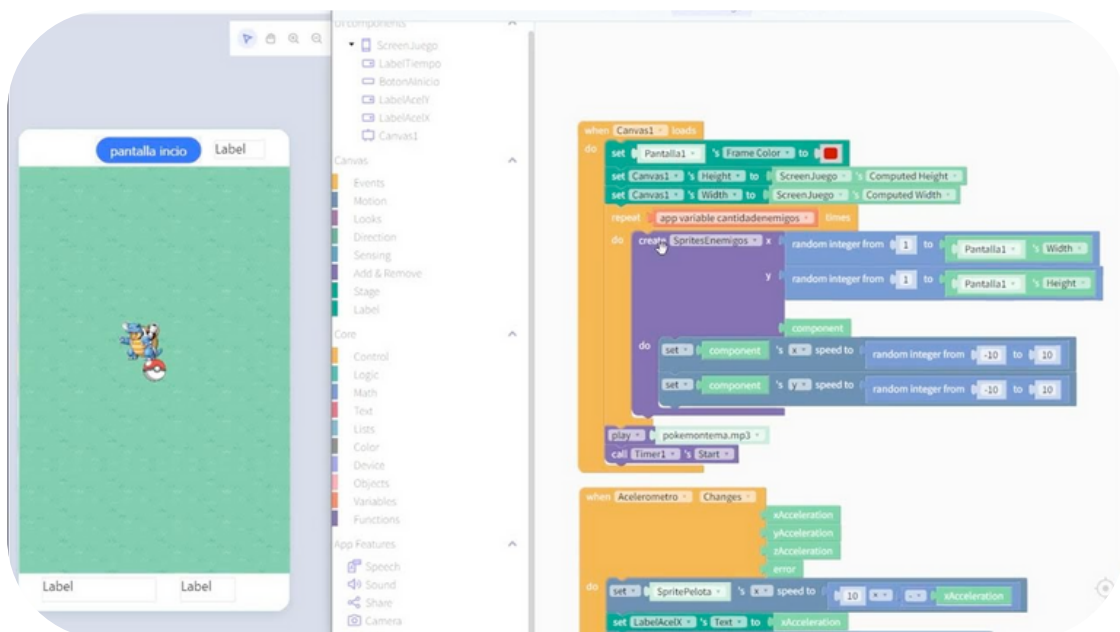 pantalla incio
Label
Label
Label
UI components
ScreenJuego
LabelTiempo
BotonAInicio
LabelAcelY
LabelAcelX
Canvas1
Canvas
Events
Motion
Looks
Direction
Sensing
Add & Remove
Stage
Label
Core
Control
Logic
Math
Text
Lists
Color
Device
Objects
Variables
Functions
App Features
Speech
Sound
Share
Camera
when Canvas1 loads
do set Pantalla1 's Frame Color to
set Canvas1 's Height to ScreenJuego 's Computed Height
set Canvas1 's Width to ScreenJuego 's Computed Width
repeat app variable cantidadenemigos times
do create SpritesEnemigos x random integer from 1 to Pantalla1 's Width
y random integer from 1 to Pantalla1 's Height
component
do set component 's x speed to random integer from -10 to 10
set component 's y speed to random integer from -10 to 10
play pokemontema.mp3
call Timer1 's Start
when Acelerometro Changes
xAcceleration
yAcceleration
zAcceleration
error
do set SpritePelota 's x speed to 10 × - xAcceleration
set LabelAcelX 's Text to xAcceleration